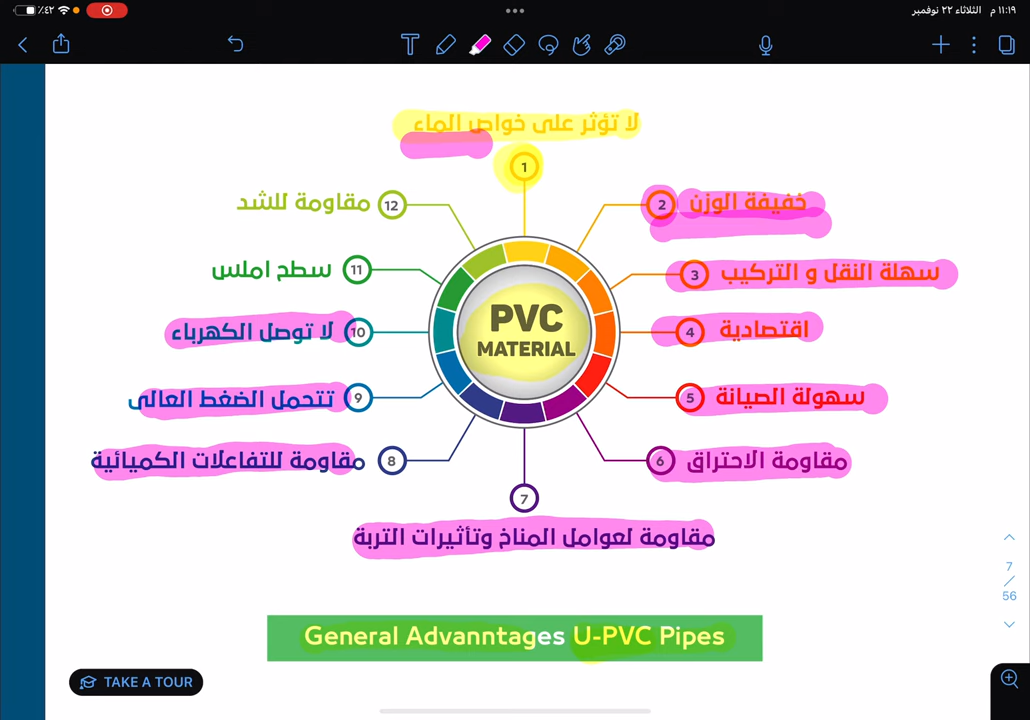 ١١:١٩ م الثلاثاء ٢٢ نوفمبر
٪٤٢
لا تؤثر على خواص الماء
1
خفيفة الوزن
2
سهلة النقل و التركيب
3
اقتصادية
4
سهولة الصيانة
5
مقاومة الاحتراق
6
7
مقاومة لعوامل المناخ وتأثيرات التربة
8
مقاومة للتفاعلات الكميائية
9
تتحمل الضغط العالى
10
لا توصل الكهرباء
11
سطح املس
12
مقاومة للشد
PVC
MATERIAL
General Advanntages U-PVC Pipes
7
/
56
TAKE A TOUR